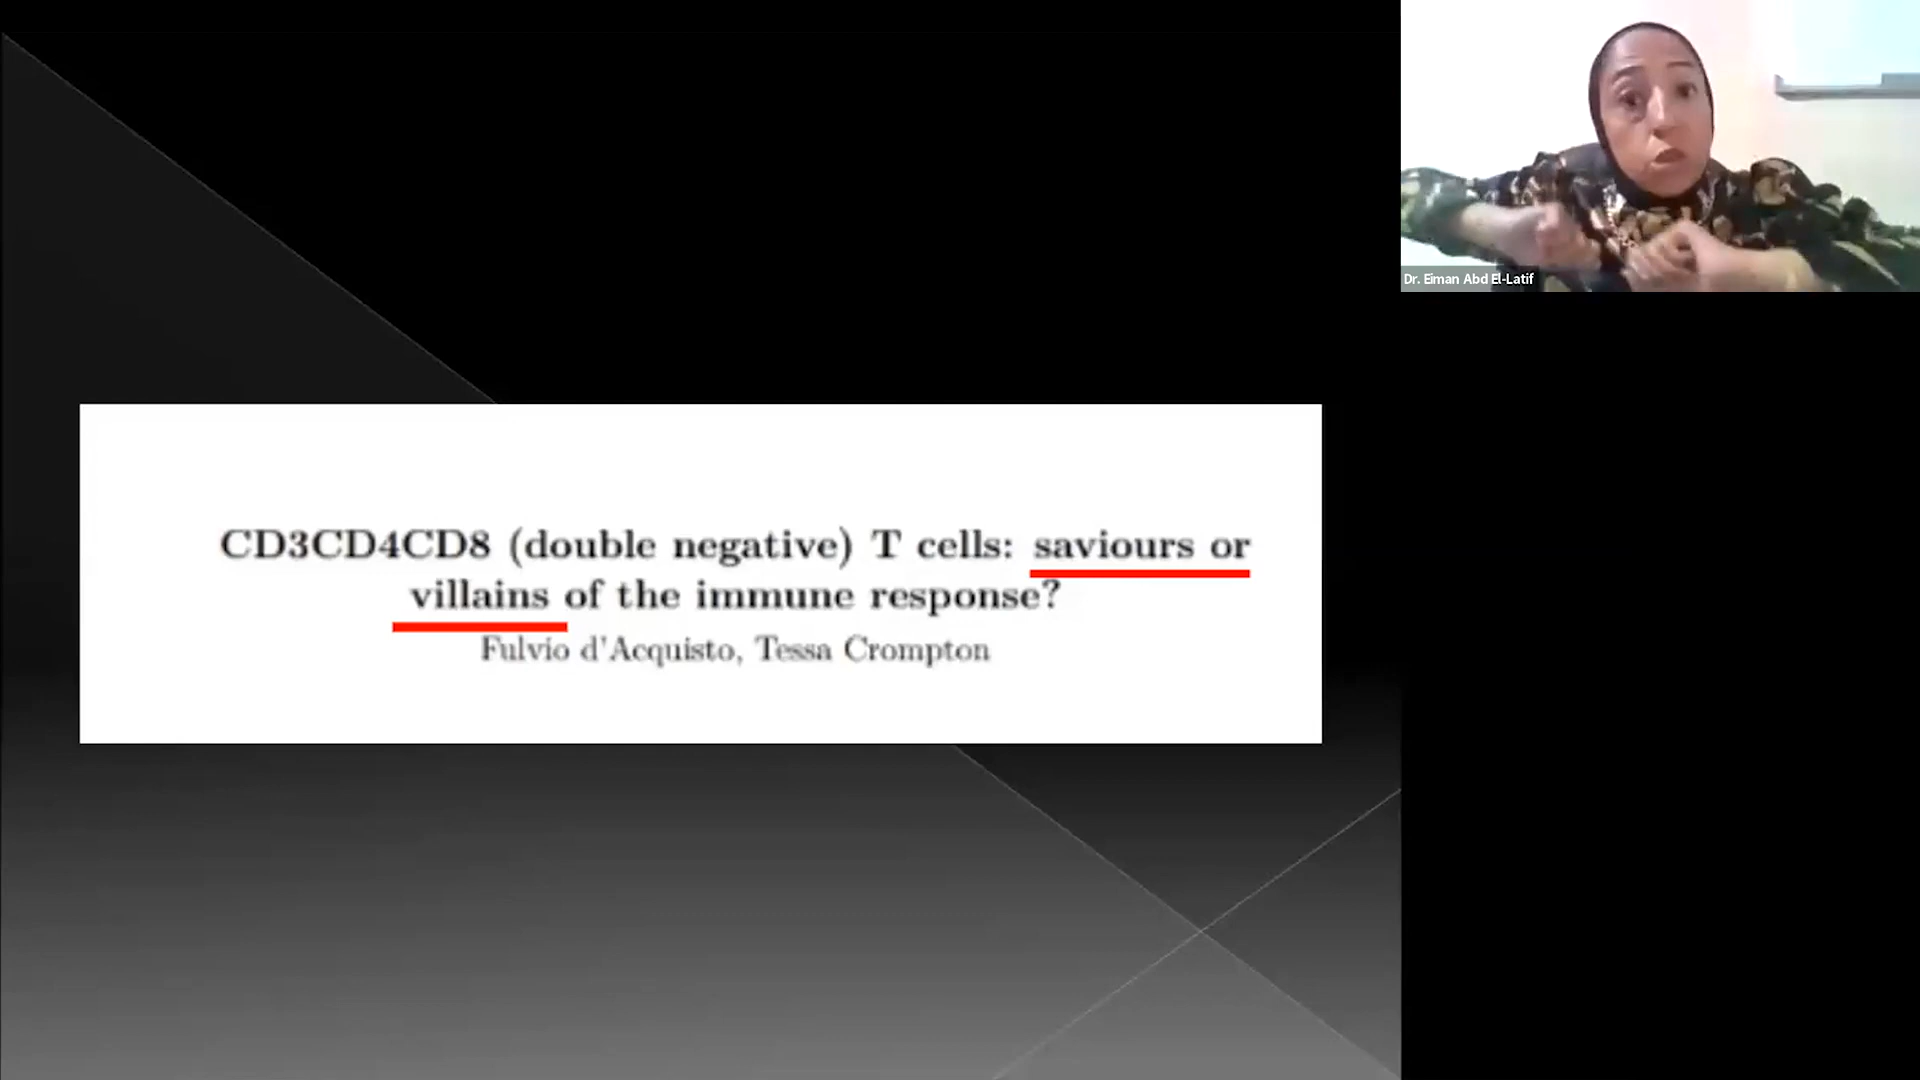 CD3CD4CD8 (double negative) T cells: saviours or
villains of the immune response?
Fulvio d'Acquisto, Tessa Crompton
Dr. Eiman Abd El-Latif